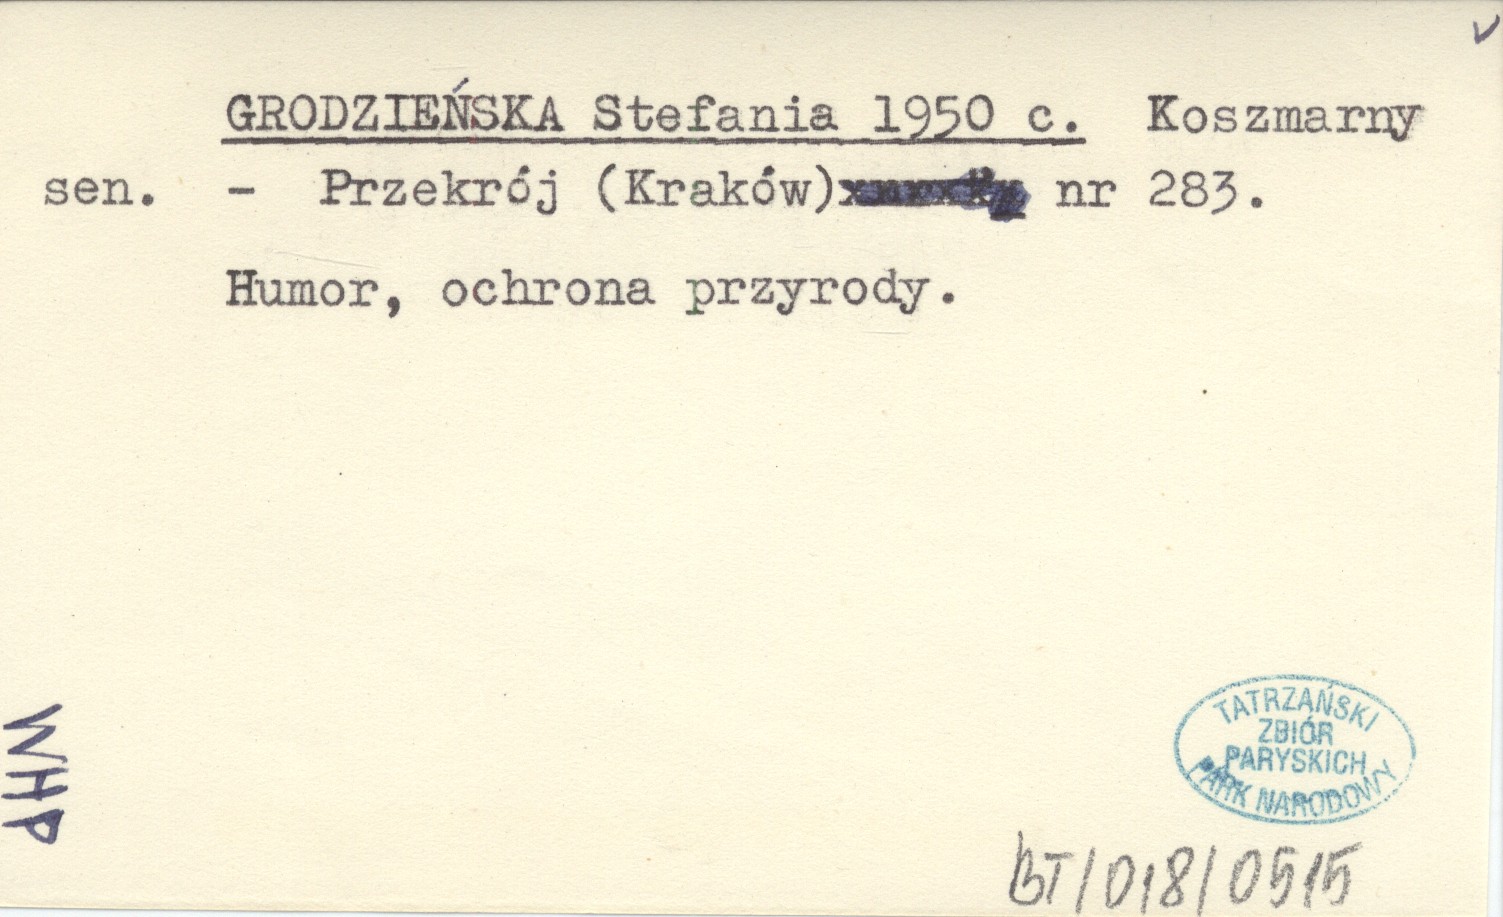 v
GRODZIEŃSKA Stefania 1950 c. Koszmarny
sen. - Przekrój (Kraków) nr 283.
Humor, ochrona przyrody.
WHP
TATRZAŃSKI
ZBIÓR
PARYSKICH
PARK NARODOWY
BT/018/0515